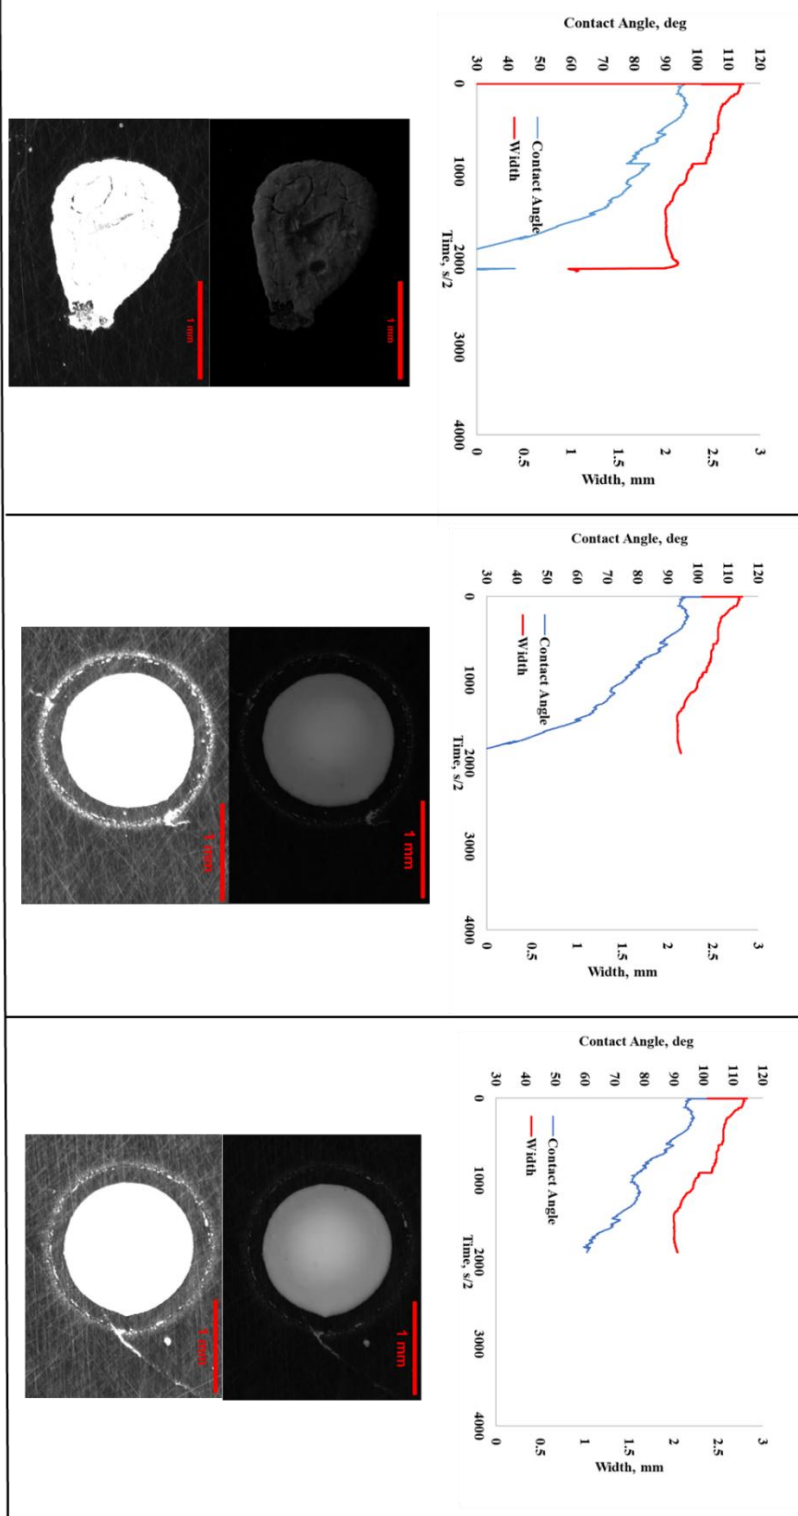 Contact Angle, deg
30 40 50 60 70 80 90 100 110 120
0
1000
2000
3000
4000
Time, s/2
Contact Angle
Width
0 0.5 1 1.5 2 2.5 3
Width, mm
1 mm
1 mm
Contact Angle, deg
30 40 50 60 70 80 90 100 110 120
0
1000
2000
3000
4000
Time, s/2
Contact Angle
Width
0 0.5 1 1.5 2 2.5 3
Width, mm
1 mm
1 mm
Contact Angle, deg
30 40 50 60 70 80 90 100 110 120
0
1000
2000
3000
4000
Time, s/2
Contact Angle
Width
0 0.5 1 1.5 2 2.5 3
Width, mm
1 mm
1 mm